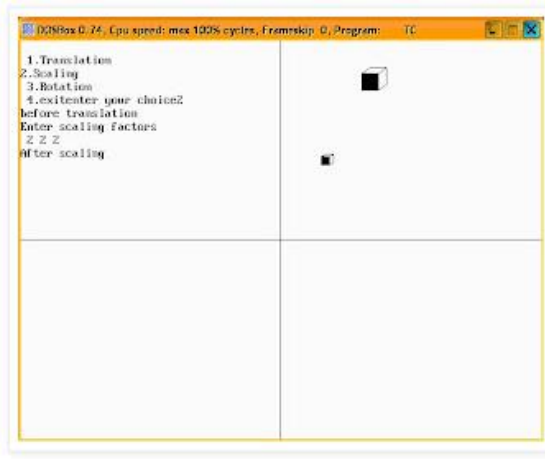 DOSBox 0.74, Cpu speed: max 100% cycles, Frameskip 0, Program: TC
1.Translation
2.Scaling
3.Rotation
4.exitenter your choice2
before translation
Enter scaling factors
2 2 2
After scaling